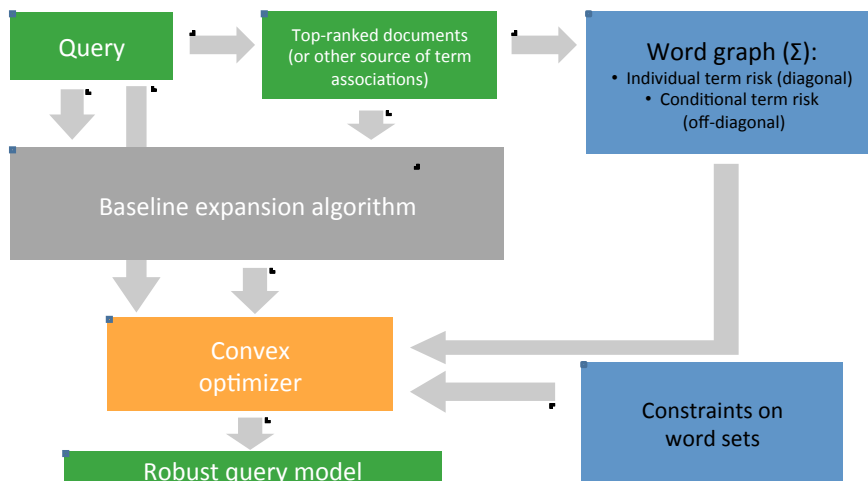 Query
Top-ranked documents
(or other source of term
associations)
Word graph (Σ):
• Individual term risk (diagonal)
• Conditional term risk
(off-diagonal)
Baseline expansion algorithm
Convex
optimizer
Constraints on
word sets
Robust query model